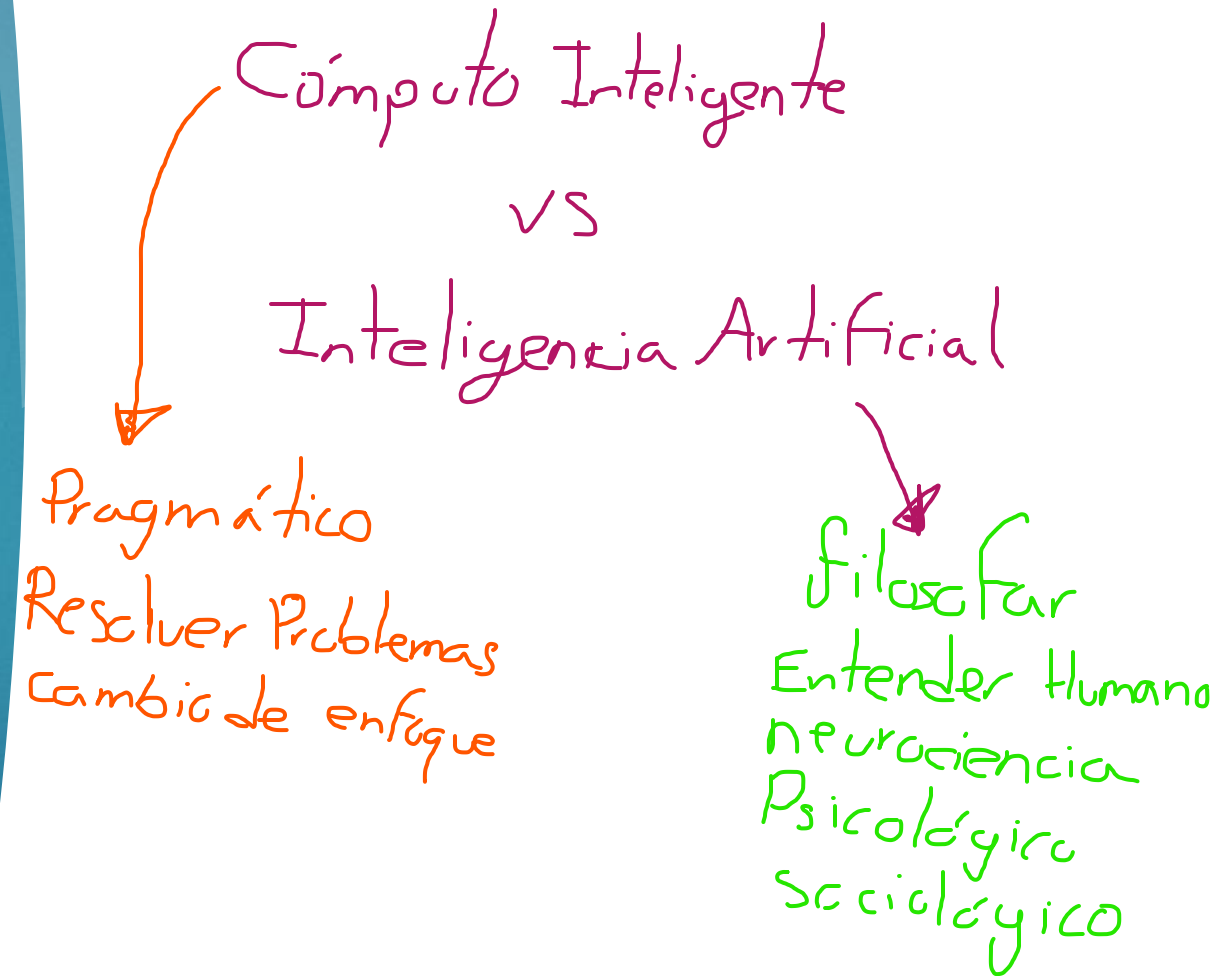 Cómputo Inteligente
vs
Inteligencia Artificial
Pragmático
Resolver Problemas
Cambio de enfoque
filosofar
Entender Humano
neurociencia
Psicológico
Sociológico